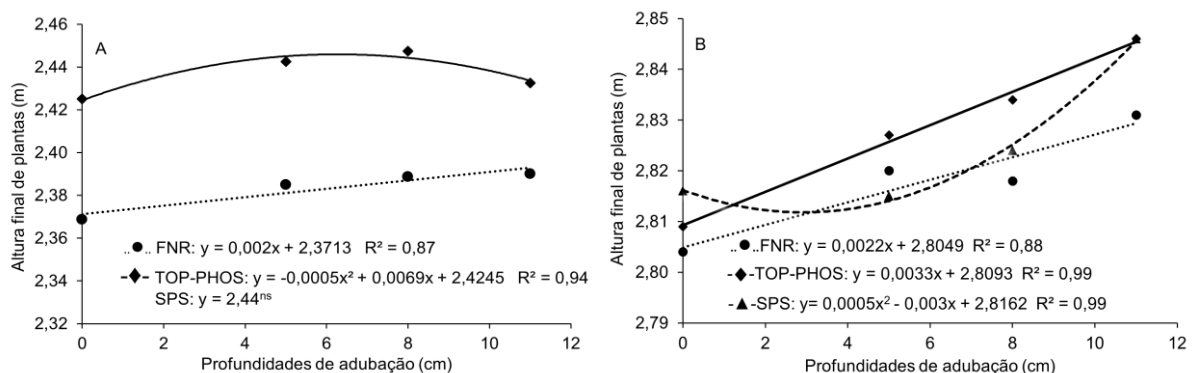 A
Altura final de plantas (m)
2,46
2,44
2,42
2,40
2,38
2,36
2,34
2,32
FNR: y = 0,002x + 2,3713 R² = 0,87
TOP-PHOS: y = -0,0005x² + 0,0069x + 2,4245 R² = 0,94
SPS: y = 2,44ⁿˢ
0 2 4 6 8 10 12
Profundidades de adubação (cm)
B
Altura final de plantas (m)
2,85
2,84
2,83
2,82
2,81
2,80
2,79
FNR: y = 0,0022x + 2,8049 R² = 0,88
TOP-PHOS: y = 0,0033x + 2,8093 R² = 0,99
SPS: y= 0,0005x² - 0,003x + 2,8162 R² = 0,99
0 2 4 6 8 10 12
Profundidades de adubação (cm)